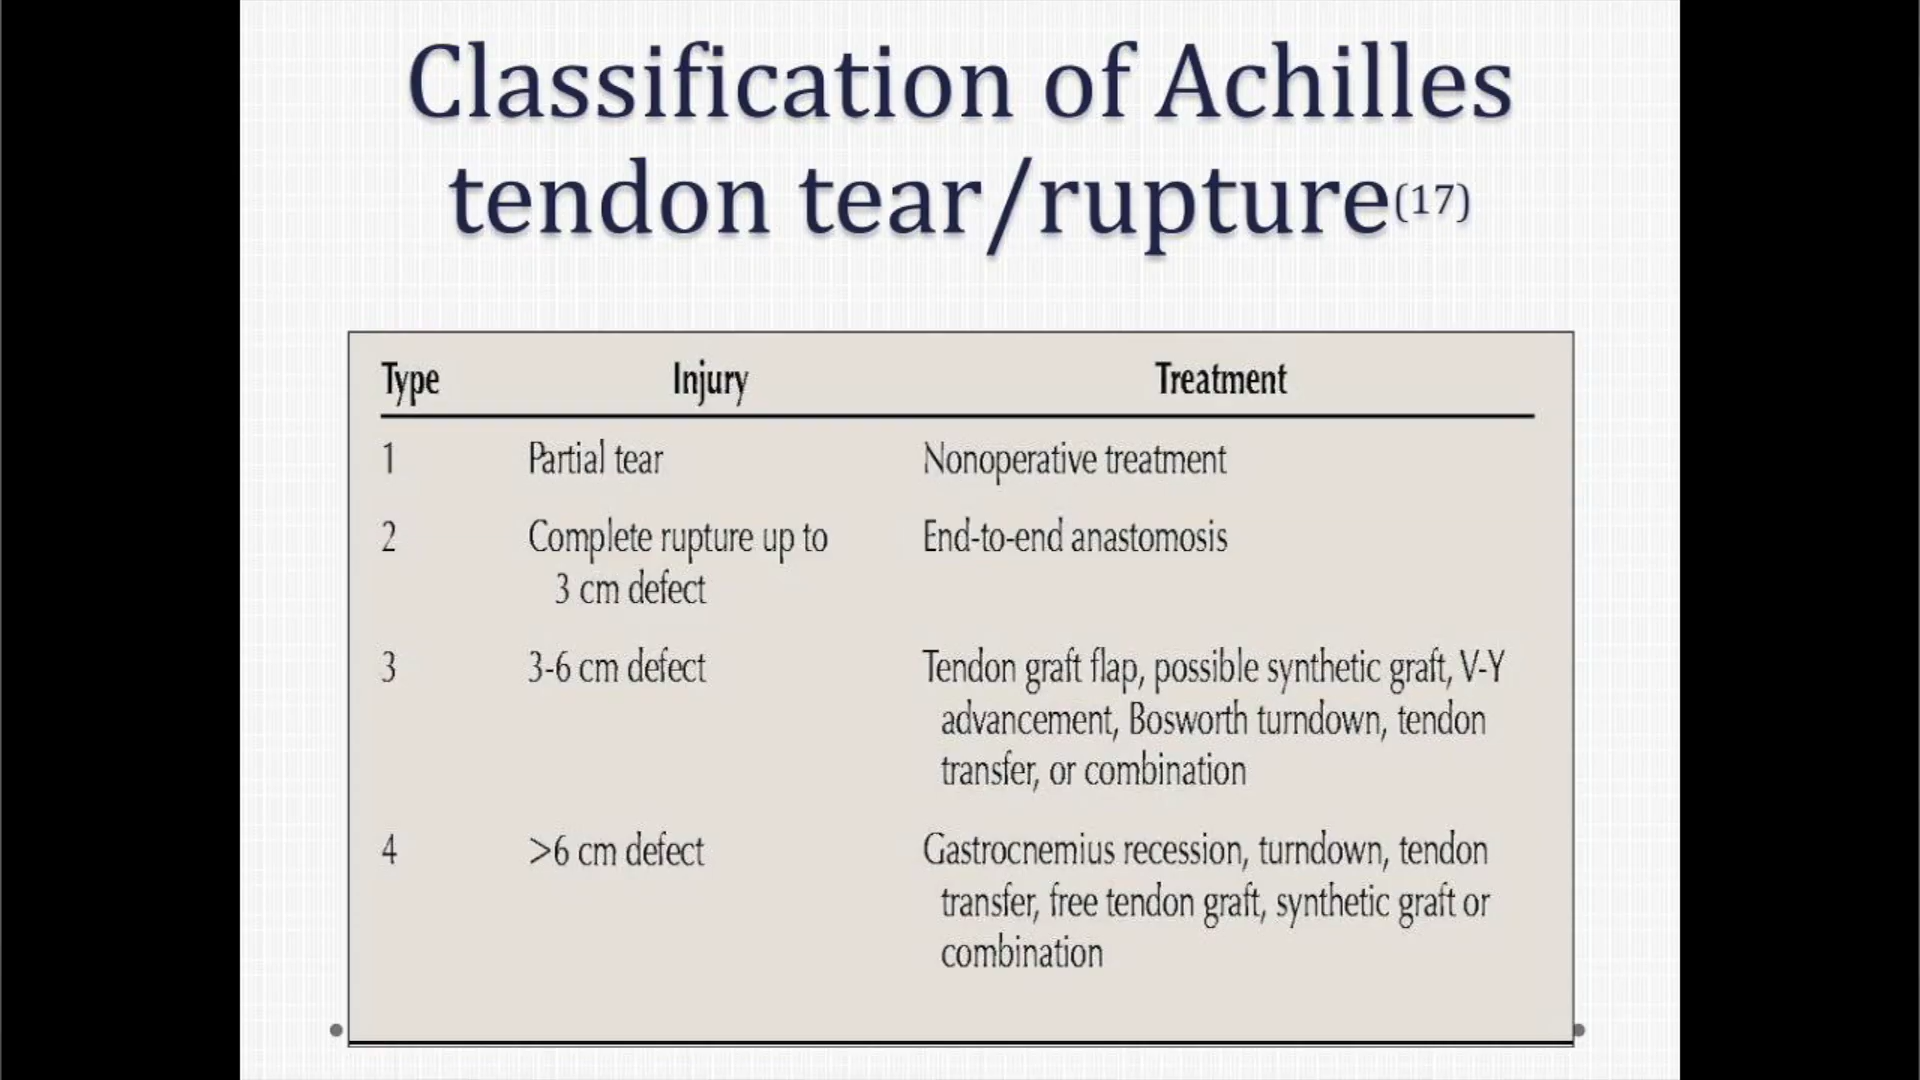 Classification of Achilles
tendon tear/rupture(17)
Type Injury Treatment
1 Partial tear Nonoperative treatment
2 Complete rupture up to End-to-end anastomosis
3 cm defect
3 3-6 cm defect Tendon graft flap, possible synthetic graft, V-Y
advancement, Bosworth turndown, tendon
transfer, or combination
4 >6 cm defect Gastrocnemius recession, turndown, tendon
transfer, free tendon graft, synthetic graft or
combination